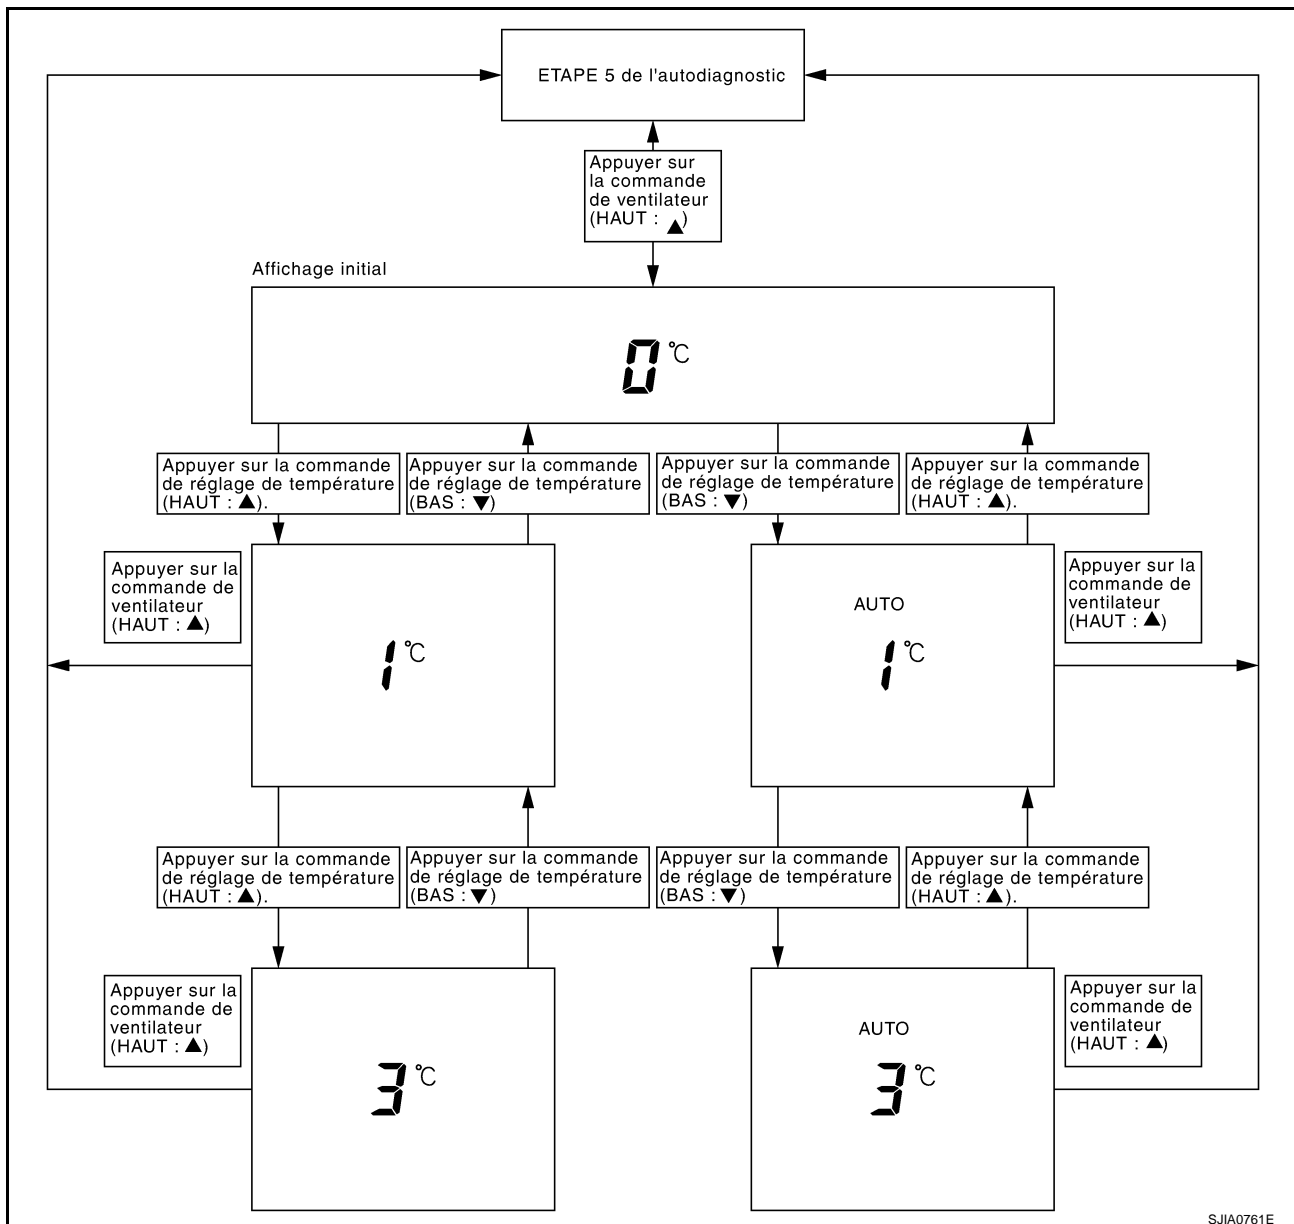 ETAPE 5 de l'autodiagnostic
Appuyer sur
la commande
de ventilateur
(HAUT : ▲)
Affichage initial
0 °C
Appuyer sur la commande
de réglage de température
(HAUT : ▲).
Appuyer sur la commande
de réglage de température
(BAS : ▼)
Appuyer sur la commande
de réglage de température
(BAS : ▼)
Appuyer sur la commande
de réglage de température
(HAUT : ▲).
Appuyer sur la
commande de
ventilateur
(HAUT : ▲)
1 °C
AUTO
1 °C
Appuyer sur la
commande de
ventilateur
(HAUT : ▲)
Appuyer sur la commande
de réglage de température
(HAUT : ▲).
Appuyer sur la commande
de réglage de température
(BAS : ▼)
Appuyer sur la commande
de réglage de température
(BAS : ▼)
Appuyer sur la commande
de réglage de température
(HAUT : ▲).
Appuyer sur la
commande de
ventilateur
(HAUT : ▲)
3 °C
AUTO
3 °C
Appuyer sur la
commande de
ventilateur
(HAUT : ▲)
SJIA0761E